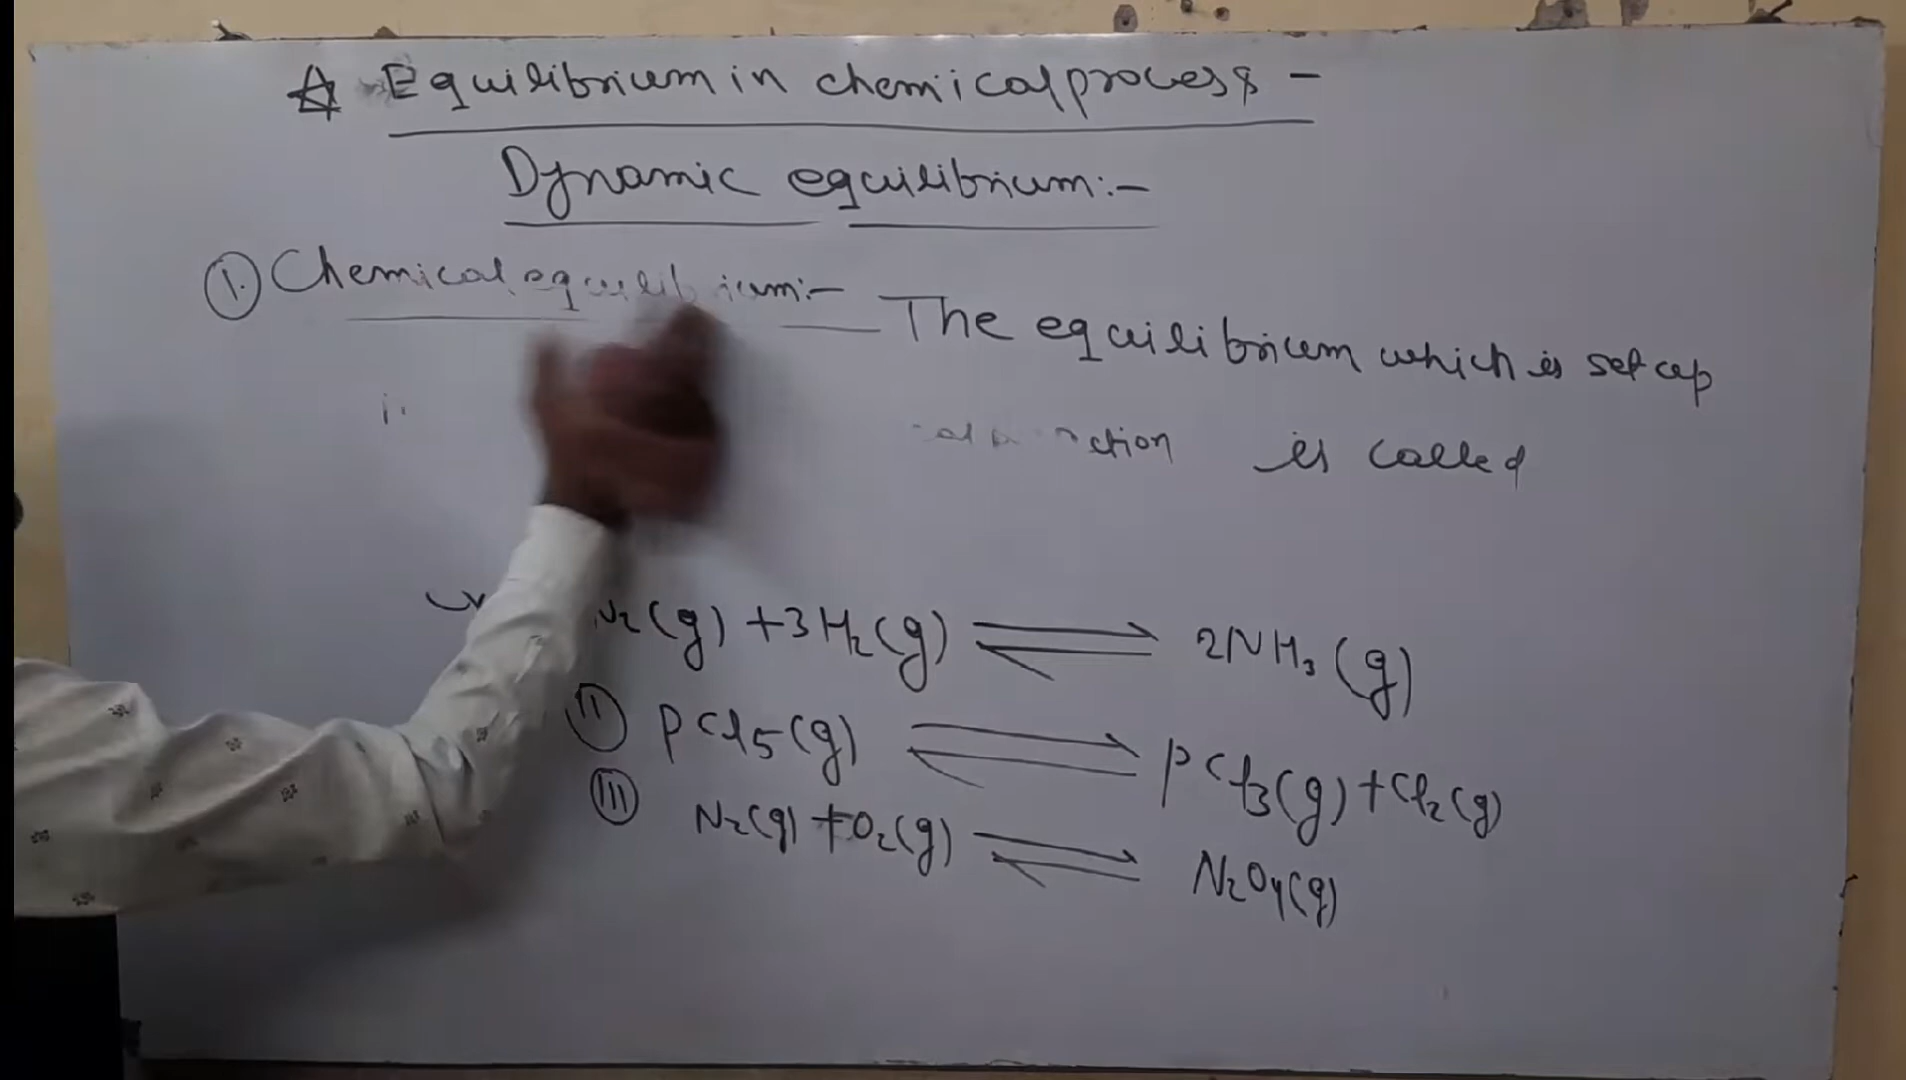 ☆ Equilibrium in chemical process -
Dynamic equilibrium:-
① Chemical equilibrium:- The equilibrium which is set up
is called
N2(g) + 3H2(g) ⇌ 2NH3(g)
(II) PCl5(g) ⇌ PCl3(g) + Cl2(g)
(III) N2(g) + O2(g) ⇌ N2O4(g)